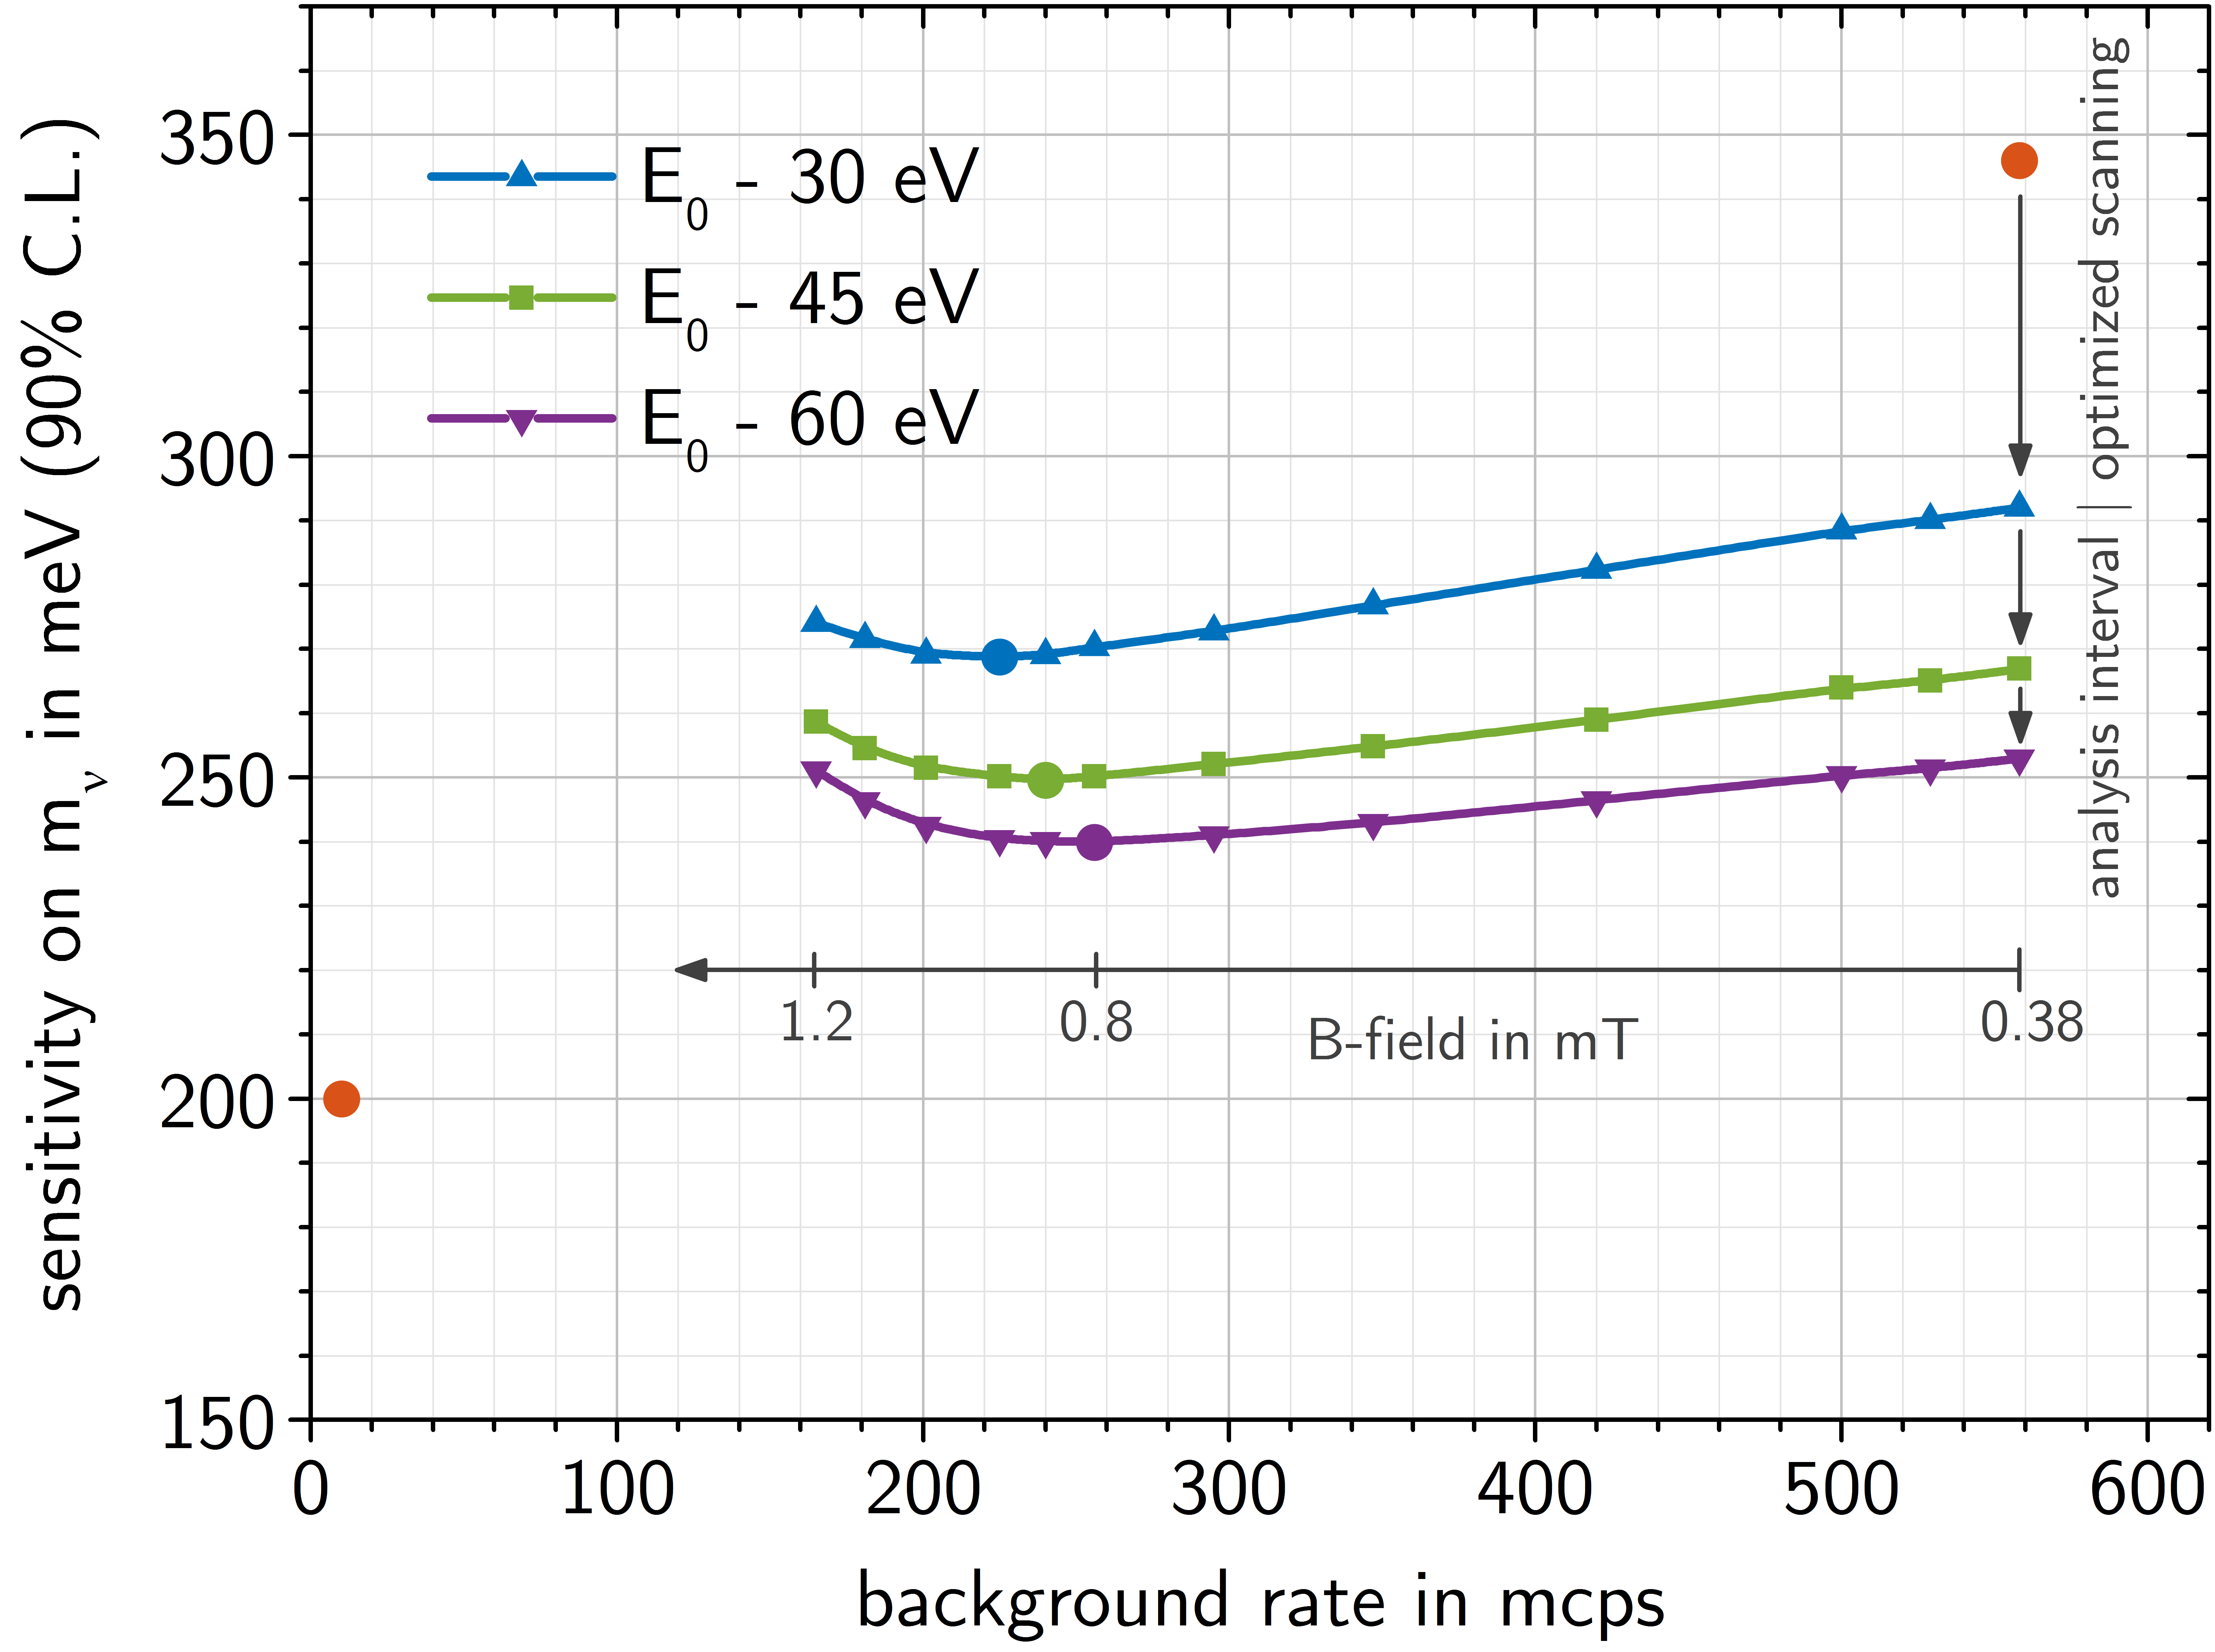 sensitivity on mν in meV (90% C.L.)
350
300
250
200
150
E0 - 30 eV
E0 - 45 eV
E0 - 60 eV
analysis interval | optimized scanning
1.2
0.8
B-field in mT
0.38
0
100
200
300
400
500
600
background rate in mcps